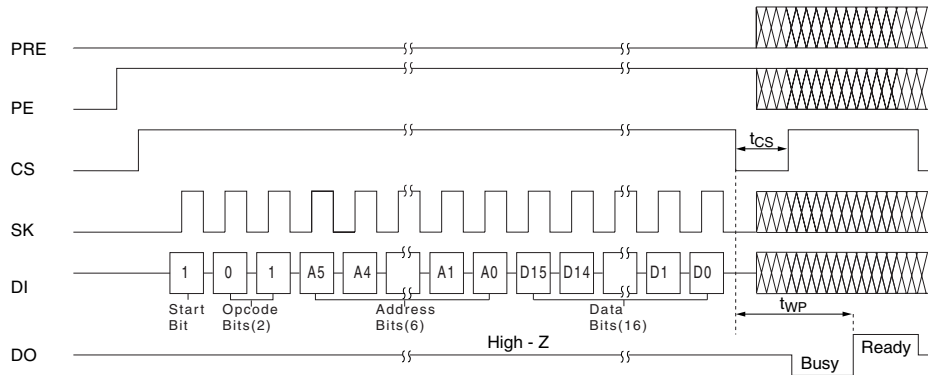 PRE
PE
CS
tCS
SK
DI
1 0 1 A5 A4 A1 A0 D15 D14 D1 D0
Start Bit
Opcode Bits(2)
Address Bits(6)
Data Bits(16)
tWP
DO
High - Z
Busy
Ready